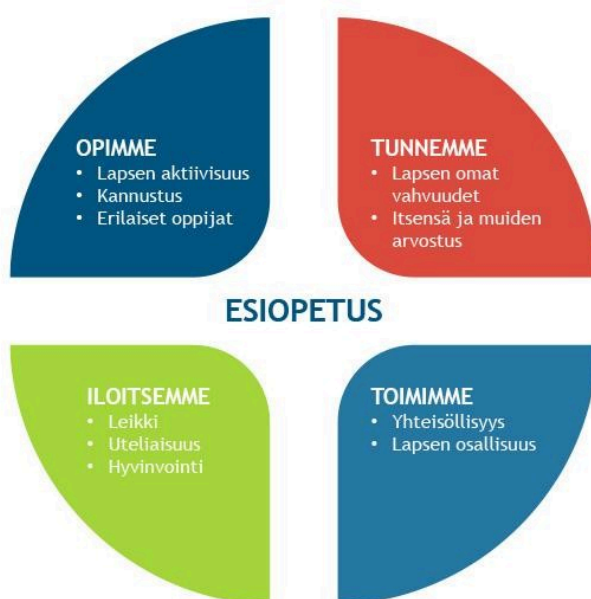 OPIMME
• Lapsen aktiivisuus
• Kannustus
• Erilaiset oppijat
TUNNEMME
• Lapsen omat
vahvuudet
• Itsensä ja muiden
arvostus
ESIOPETUS
ILOITSEMME
• Leikki
• Uteliaisuus
• Hyvinvointi
TOIMIMME
• Yhteisöllisyys
• Lapsen osallisuus